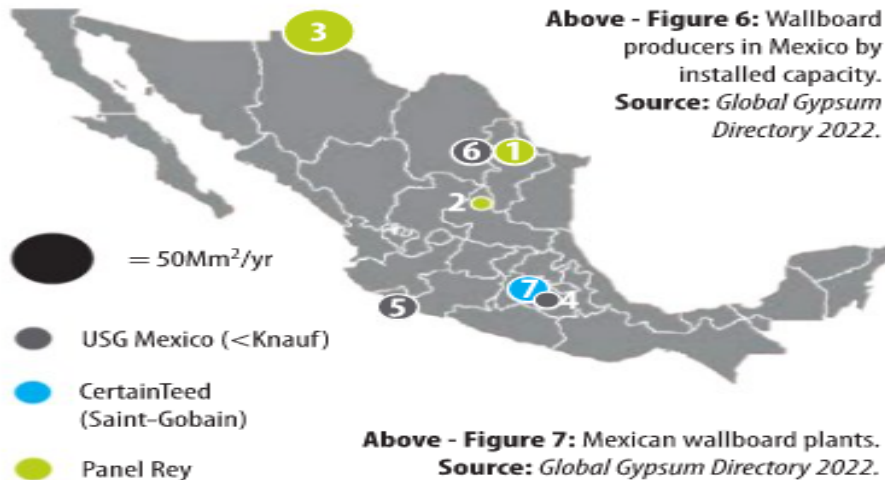 Above - Figure 6: Wallboard
producers in Mexico by
installed capacity.
Source: Global Gypsum
Directory 2022.
3
6
1
2
7
4
5
= 50Mm²/yr
USG Mexico (<Knauf)
CertainTeed
(Saint-Gobain)
Panel Rey
Above - Figure 7: Mexican wallboard plants.
Source: Global Gypsum Directory 2022.